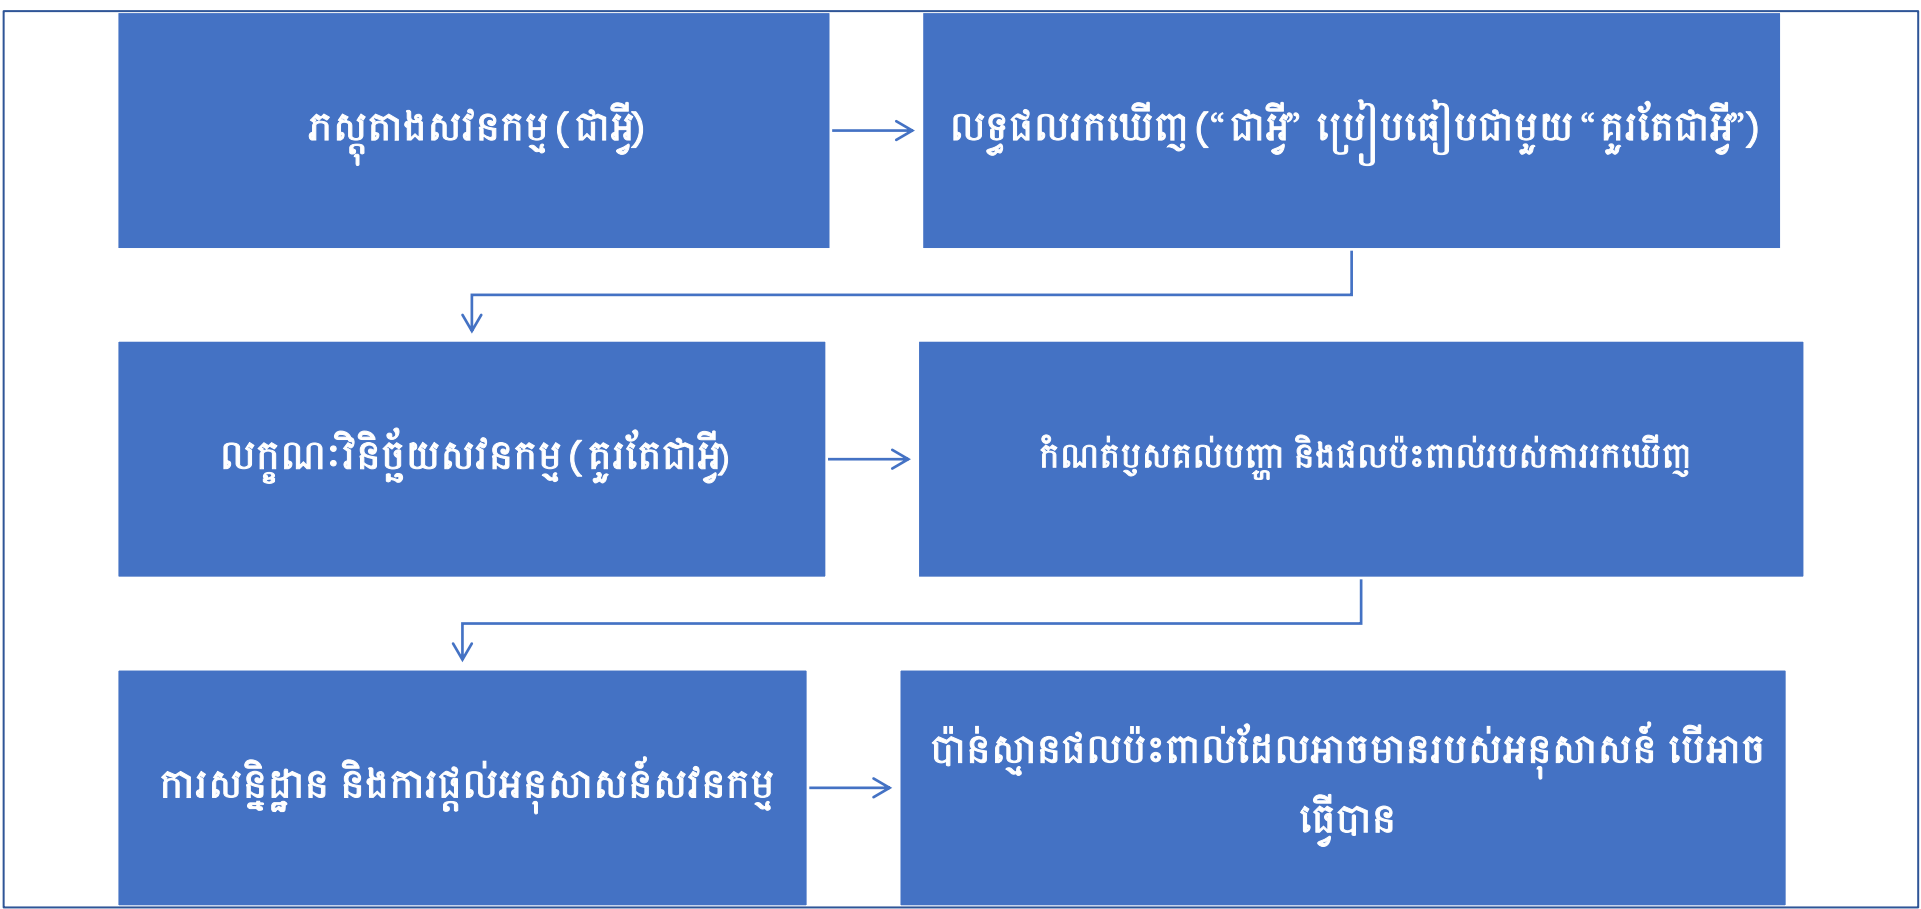 ភស្តុតាងសវនកម្ម (ជាអ្វី)
លទ្ធផលរកឃើញ (“ជាអ្វី” ប្រៀបធៀបជាមួយ “គួរតែជាអ្វី”)
លក្ខណៈវិនិច្ឆ័យសវនកម្ម (គួរតែជាអ្វី)
កំណត់ប្ញសគល់បញ្ហា និងផលប៉ះពាល់របស់ការរកឃើញ
ការសន្និដ្ឋាន និងការផ្តល់អនុសាសន៍សវនកម្ម
ប៉ាន់ស្មានផលប៉ះពាល់ដែលអាចមានរបស់អនុសាសន៍ បើអាច
ធ្វើបាន